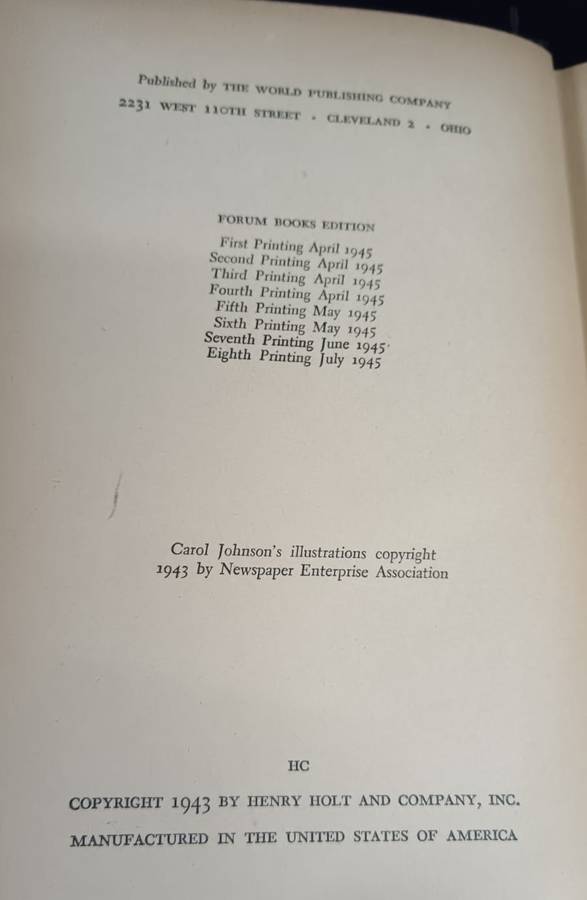 Published by THE WORLD PUBLISHING COMPANY
2231 WEST 110TH STREET · CLEVELAND 2 · OHIO
FORUM BOOKS EDITION
First Printing April 1945
Second Printing April 1945
Third Printing April 1945
Fourth Printing April 1945
Fifth Printing May 1945
Sixth Printing May 1945
Seventh Printing June 1945
Eighth Printing July 1945
Carol Johnson's illustrations copyright
1943 by Newspaper Enterprise Association
HC
COPYRIGHT 1943 BY HENRY HOLT AND COMPANY, INC.
MANUFACTURED IN THE UNITED STATES OF AMERICA